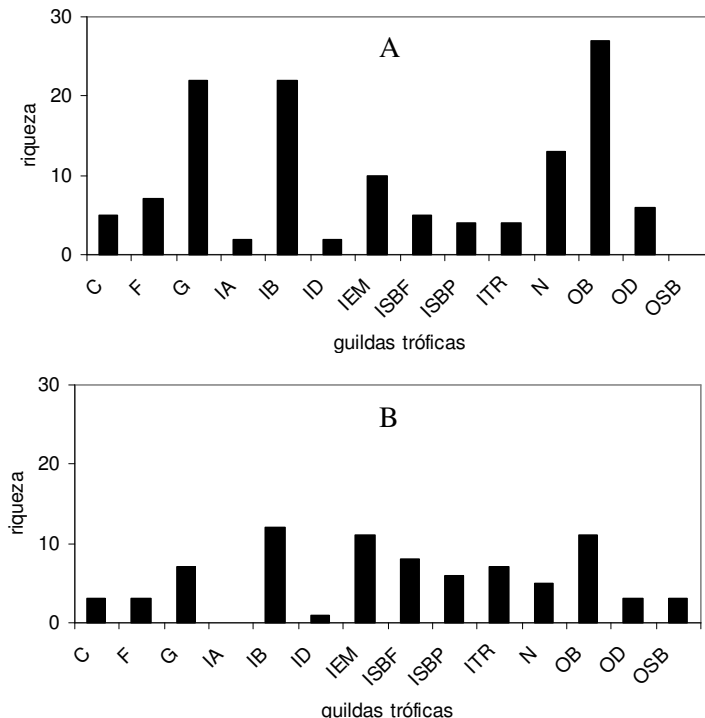 A
30
20
10
0
riqueza
C F G IA IB ID IEM ISBF ISBP ITR N OB OD OSB
guildas tróficas
B
30
20
10
0
riqueza
C F G IA IB ID IEM ISBF ISBP ITR N OB OD OSB
guildas tróficas